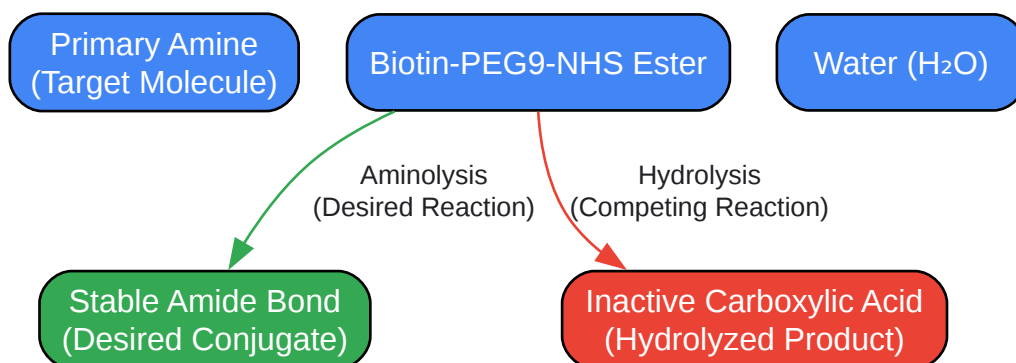 Primary Amine
(Target Molecule)
Biotin-PEG9-NHS Ester
Water (H₂O)
Aminolysis
(Desired Reaction)
Hydrolysis
(Competing Reaction)
Stable Amide Bond
(Desired Conjugate)
Inactive Carboxylic Acid
(Hydrolyzed Product)